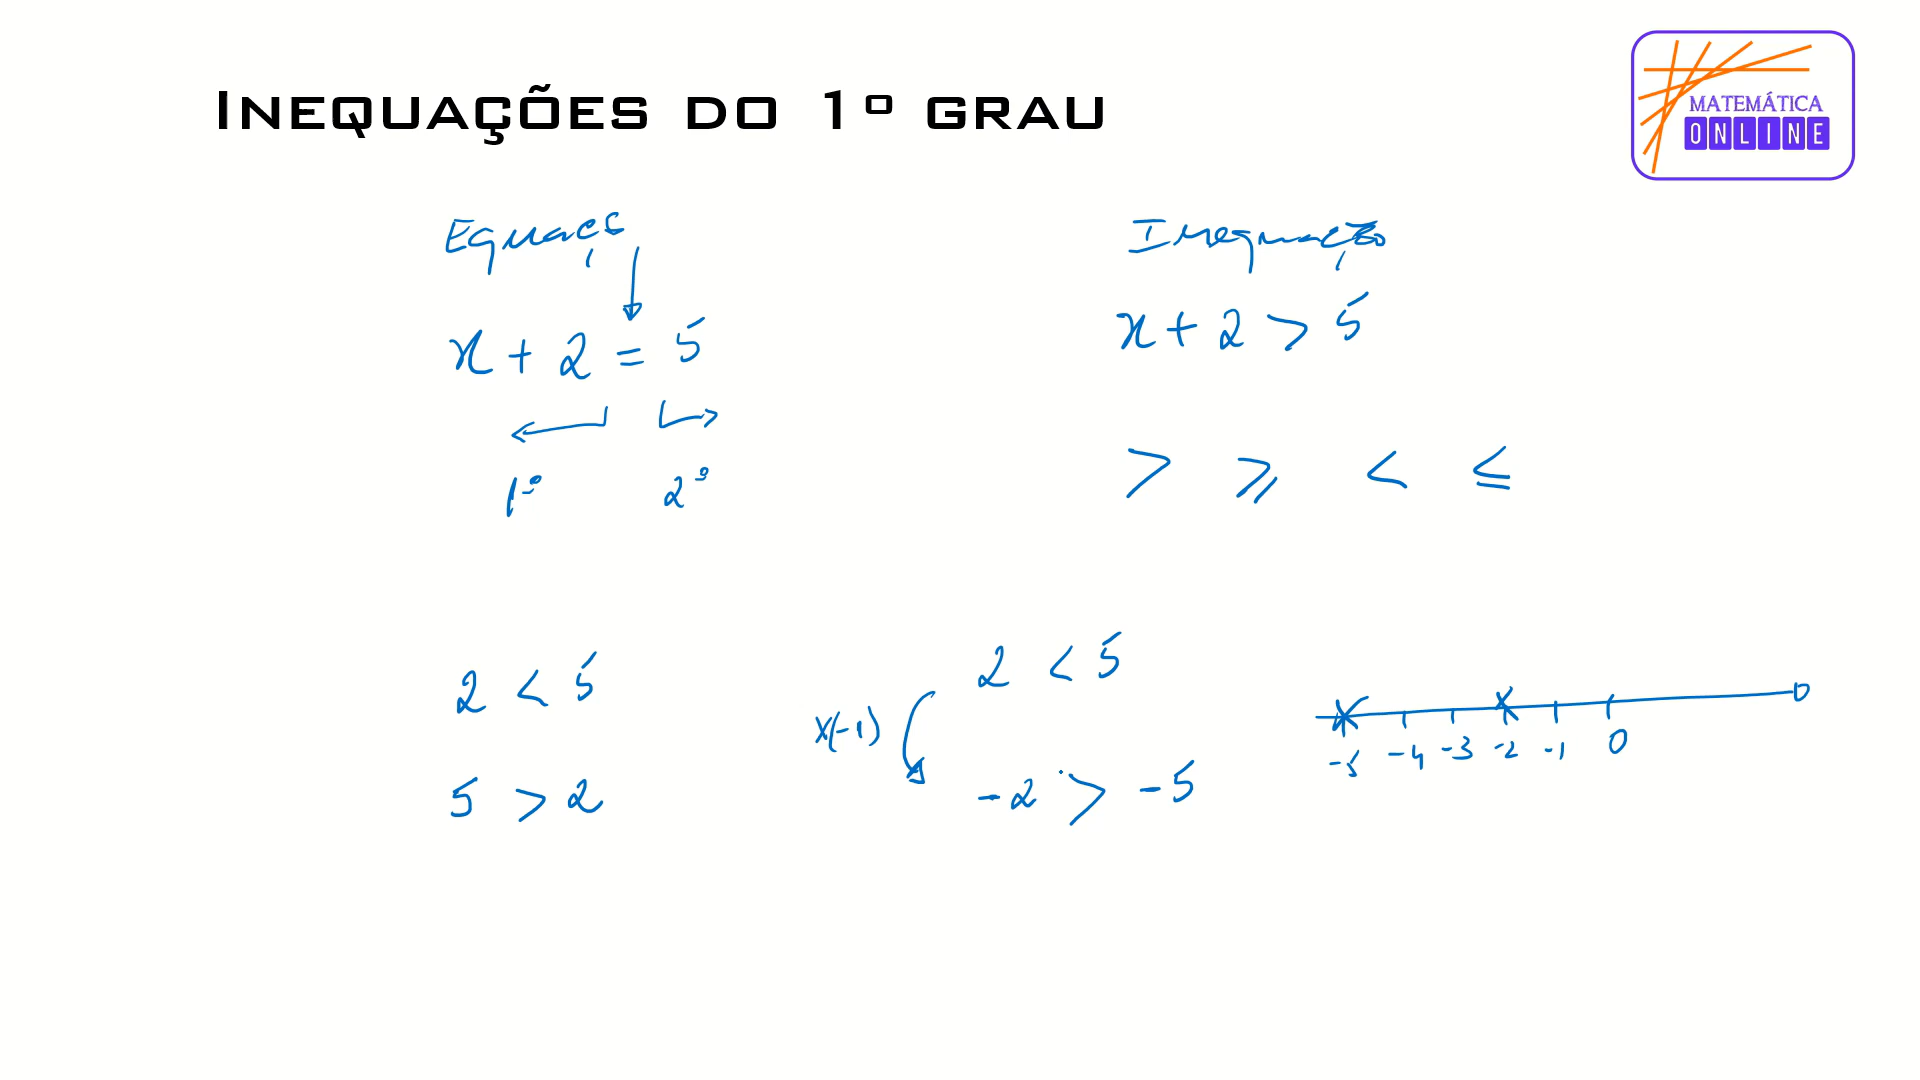 INEQUAÇÕES DO 1º GRAU
MATEMÁTICA
ONLINE
Equaçõ
x + 2 = 5
1º 2º
Inequação
x + 2 > 5
> ≥ < ≤
2 < 5
5 > 2
2 < 5
x(-1)
-2 > -5
-5 -4 -3 -2 -1 0